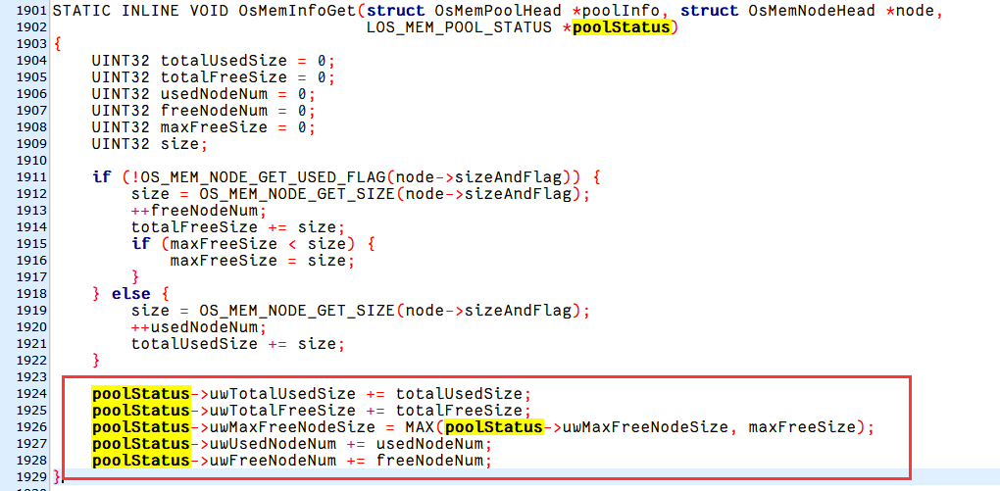 1901 STATIC INLINE VOID OsMemInfoGet(struct OsMemPoolHead *poolInfo, struct OsMemNodeHead *node,
1902                                 LOS_MEM_POOL_STATUS *poolStatus)
1903 {
1904     UINT32 totalUsedSize = 0;
1905     UINT32 totalFreeSize = 0;
1906     UINT32 usedNodeNum = 0;
1907     UINT32 freeNodeNum = 0;
1908     UINT32 maxFreeSize = 0;
1909     UINT32 size;
1910
1911     if (!OS_MEM_NODE_GET_USED_FLAG(node->sizeAndFlag)) {
1912         size = OS_MEM_NODE_GET_SIZE(node->sizeAndFlag);
1913         ++freeNodeNum;
1914         totalFreeSize += size;
1915         if (maxFreeSize < size) {
1916             maxFreeSize = size;
1917         }
1918     } else {
1919         size = OS_MEM_NODE_GET_SIZE(node->sizeAndFlag);
1920         ++usedNodeNum;
1921         totalUsedSize += size;
1922     }
1923
1924     poolStatus->uwTotalUsedSize += totalUsedSize;
1925     poolStatus->uwTotalFreeSize += totalFreeSize;
1926     poolStatus->uwMaxFreeNodeSize = MAX(poolStatus->uwMaxFreeNodeSize, maxFreeSize);
1927     poolStatus->uwUsedNodeNum += usedNodeNum;
1928     poolStatus->uwFreeNodeNum += freeNodeNum;
1929 }